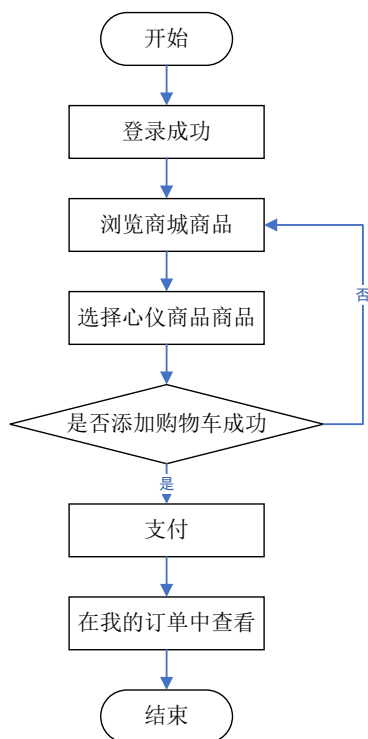 开始
登录成功
浏览商城商品
否
选择心仪商品商品
是否添加购物车成功
是
支付
在我的订单中查看
结束